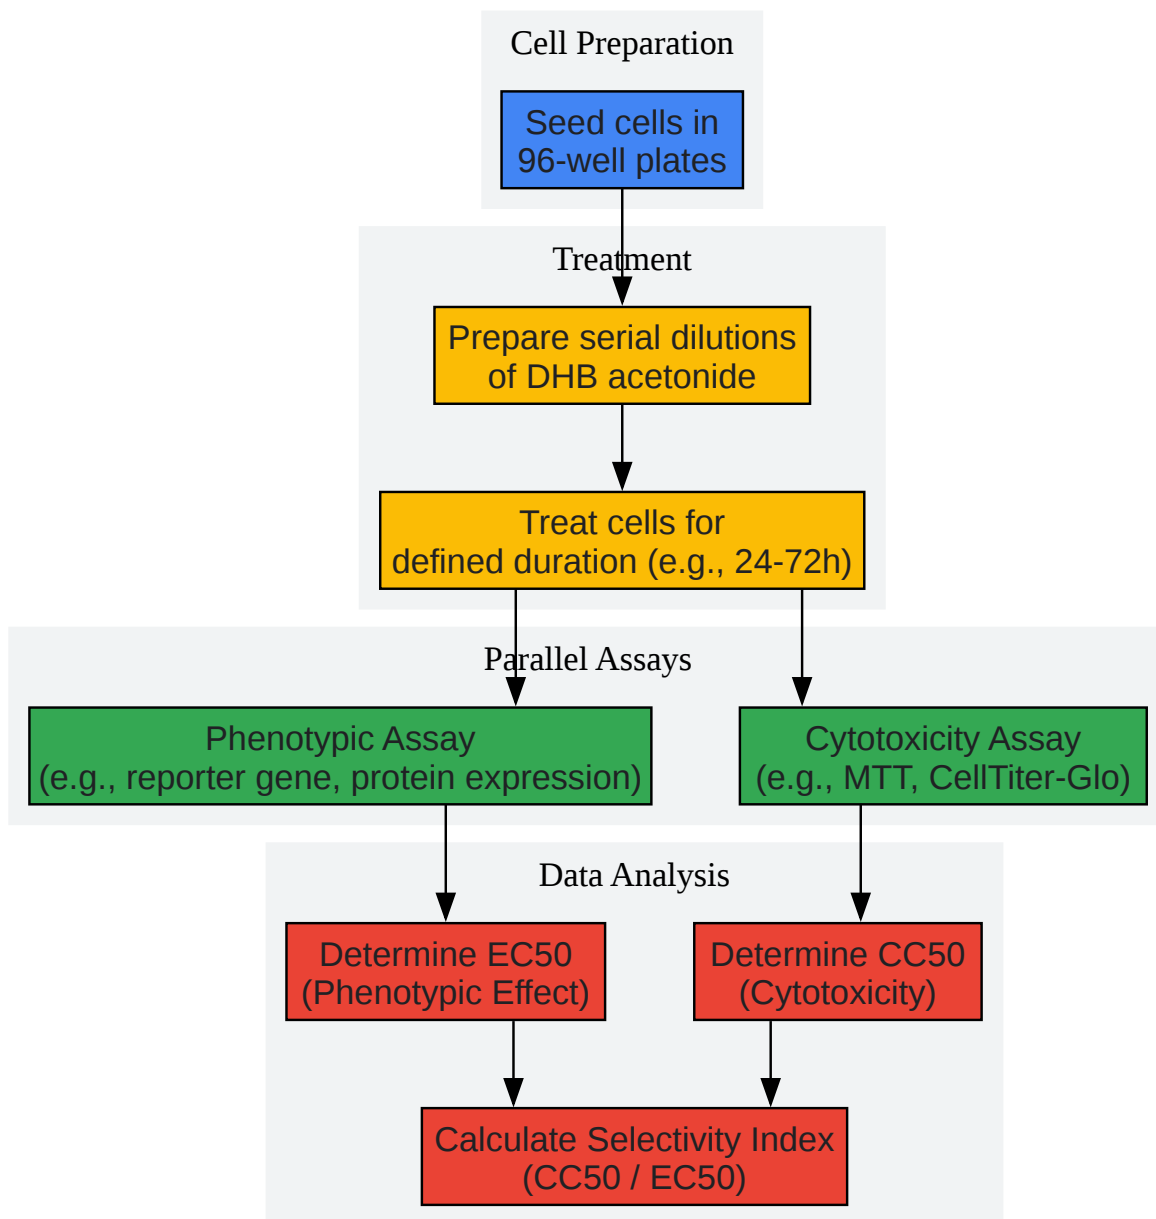 Cell Preparation
Seed cells in
96-well plates
Treatment
Prepare serial dilutions
of DHB acetonide
Treat cells for
defined duration (e.g., 24-72h)
Parallel Assays
Phenotypic Assay
(e.g., reporter gene, protein expression)
Cytotoxicity Assay
(e.g., MTT, CellTiter-Glo)
Data Analysis
Determine EC50
(Phenotypic Effect)
Determine CC50
(Cytotoxicity)
Calculate Selectivity Index
(CC50 / EC50)